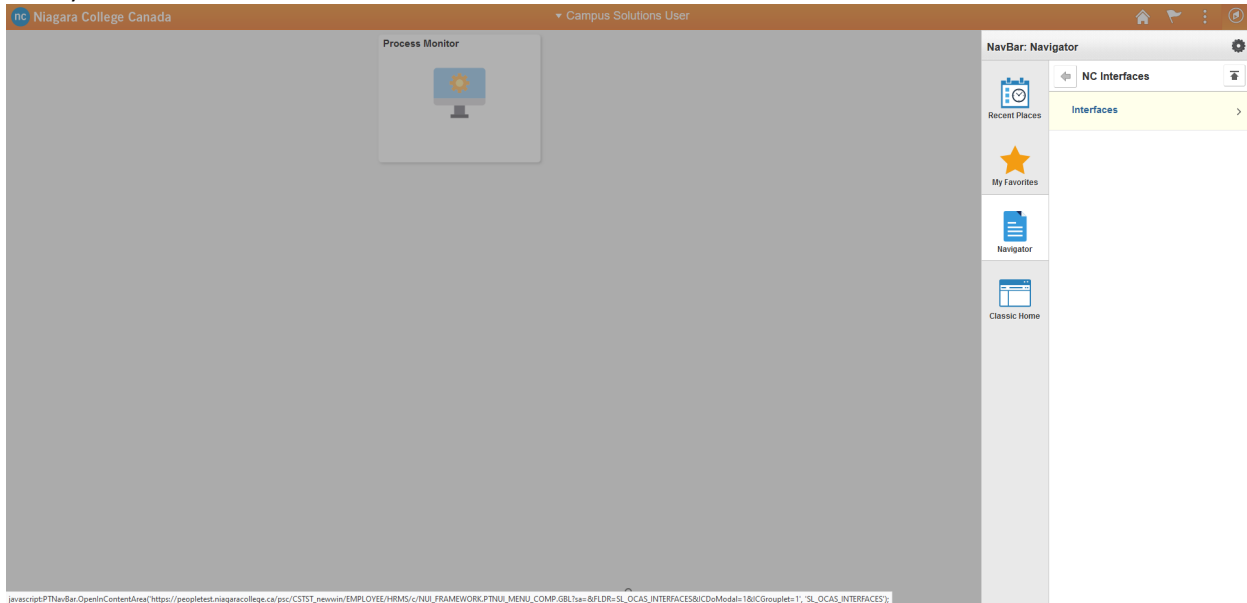 nc Niagara College Canada
Campus Solutions User
Process Monitor
NavBar: Navigator
NC Interfaces
Recent Places
Interfaces
My Favorites
Navigator
Classic Home
javascript:PTNavBar.OpenInContentArea('https://peopletest.niagaracollege.ca/psc/CSTST_newwin/EMPLOYEE/HRMS/c/NUI_FRAMEWORK.PTNUI_MENU_COMP.GBL?sa=&FLDR=SL_OCAS_INTERFACES&ICDoModal=1&ICGrouplet=1', 'SL_OCAS_INTERFACES');